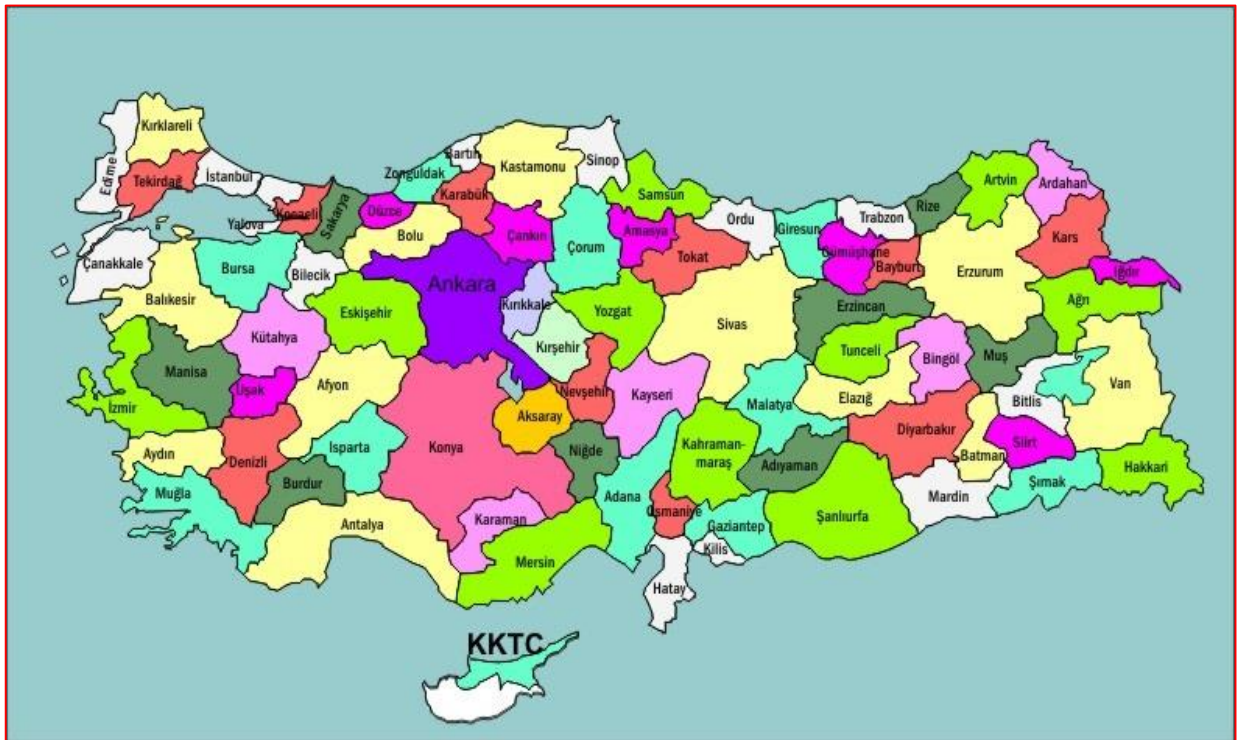 Kırklareli
Edirne
Tekirdağ
İstanbul
Yalova
Kocaeli
Sakarya
Düzce
Zonguldak
Bartın
Karabük
Kastamonu
Sinop
Samsun
Ordu
Giresun
Trabzon
Rize
Artvin
Ardahan
Kars
Iğdır
Çanakkale
Balıkesir
Bursa
Bilecik
Bolu
Çankırı
Çorum
Amasya
Tokat
Gümüşhane
Bayburt
Erzurum
Ağrı
Ankara
Eskişehir
Kütahya
Kırıkkale
Kırşehir
Yozgat
Sivas
Erzincan
Tunceli
Bingöl
Muş
Bitlis
Van
Manisa
İzmir
Uşak
Afyon
Konya
Aksaray
Nevşehir
Kayseri
Malatya
Elazığ
Diyarbakır
Batman
Siirt
Hakkari
Aydın
Denizli
Isparta
Niğde
Kahraman-
maraş
Adıyaman
Mardin
Şırnak
Muğla
Burdur
Antalya
Karaman
Mersin
Adana
Osmaniye
Gaziantep
Kilis
Şanlıurfa
Hatay
KKTC